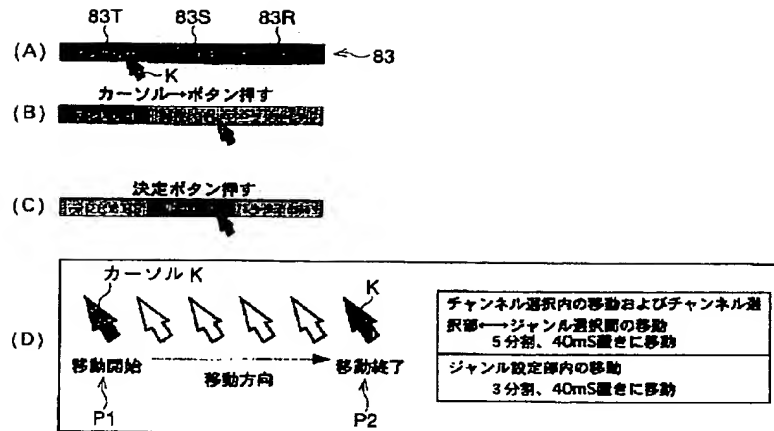 83T 83S 83R
(A) 83
K
カーソル→ボタン押す
(B)
決定ボタン押す
(C)
カーソル K K
(D)
移動開始 移動方向 移動終了
P1 P2
チャンネル選択内の移動およびチャンネル選
択部←→ジャンル選択間の移動
5分割、40mS置きに移動
ジャンル設定部内の移動
3分割、40mS置きに移動